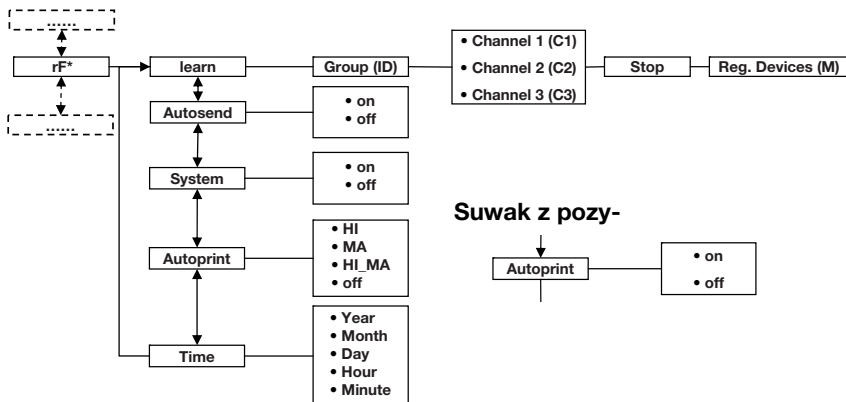 ......
rF*
......
learn
Group (ID)
• Channel 1 (C1)
• Channel 2 (C2)
• Channel 3 (C3)
Stop
Reg. Devices (M)
Autosend
• on
• off
System
• on
• off
Autoprint
• HI
• MA
• HI_MA
• off
Time
• Year
• Month
• Day
• Hour
• Minute
Suwak z pozy-
Autoprint
• on
• off